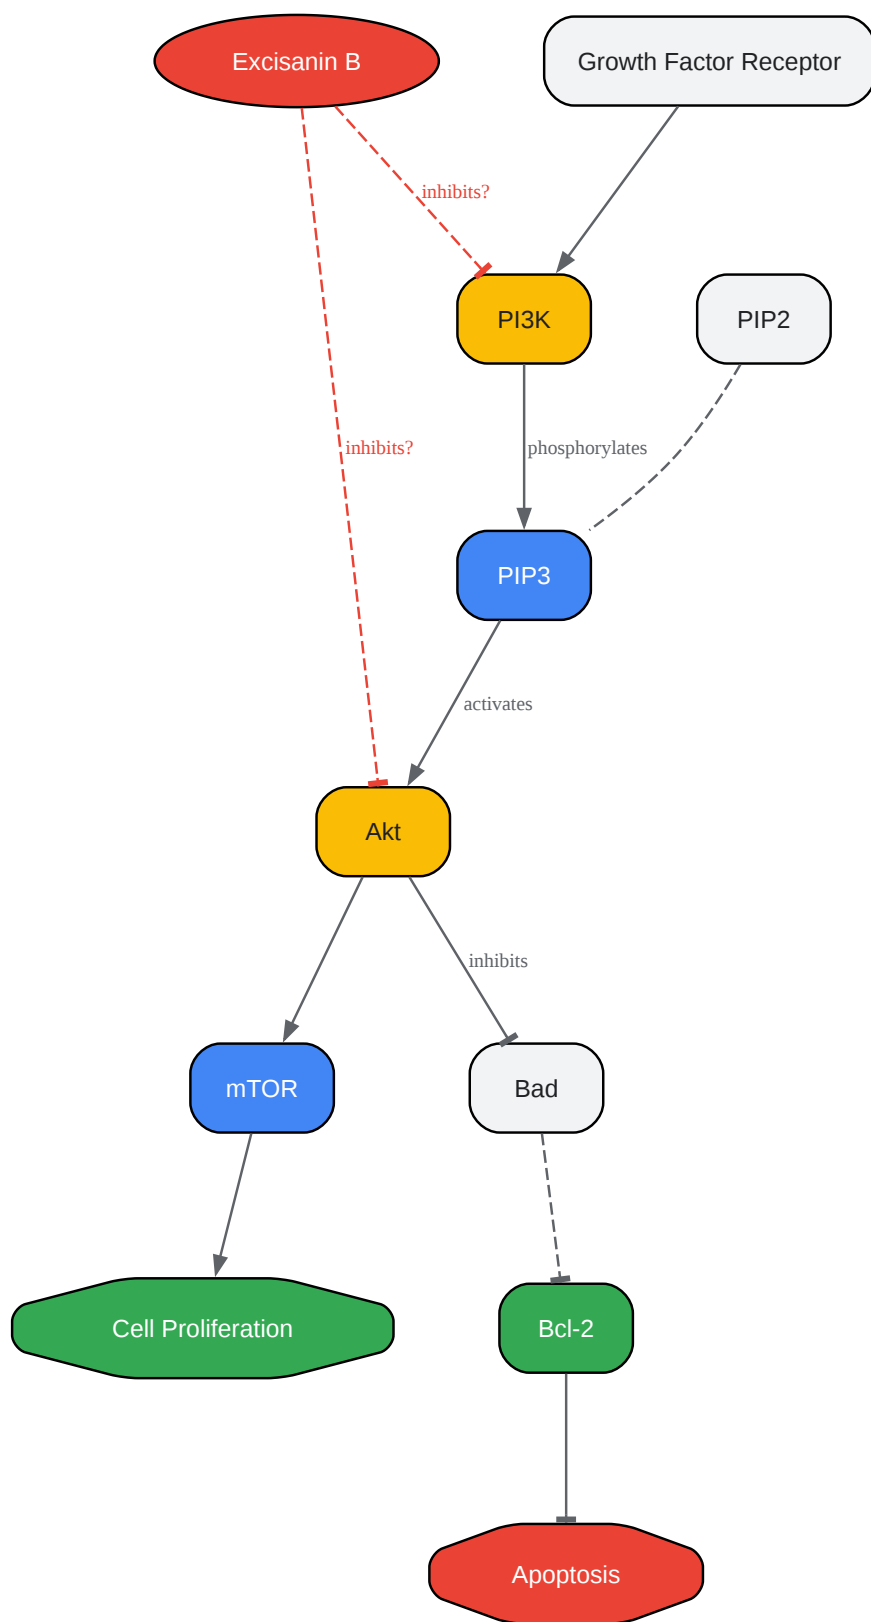 Excisanin B
Growth Factor Receptor
inhibits?
PI3K
PIP2
inhibits?
phosphorylates
PIP3
activates
Akt
inhibits
mTOR
Bad
Cell Proliferation
Bcl-2
Apoptosis